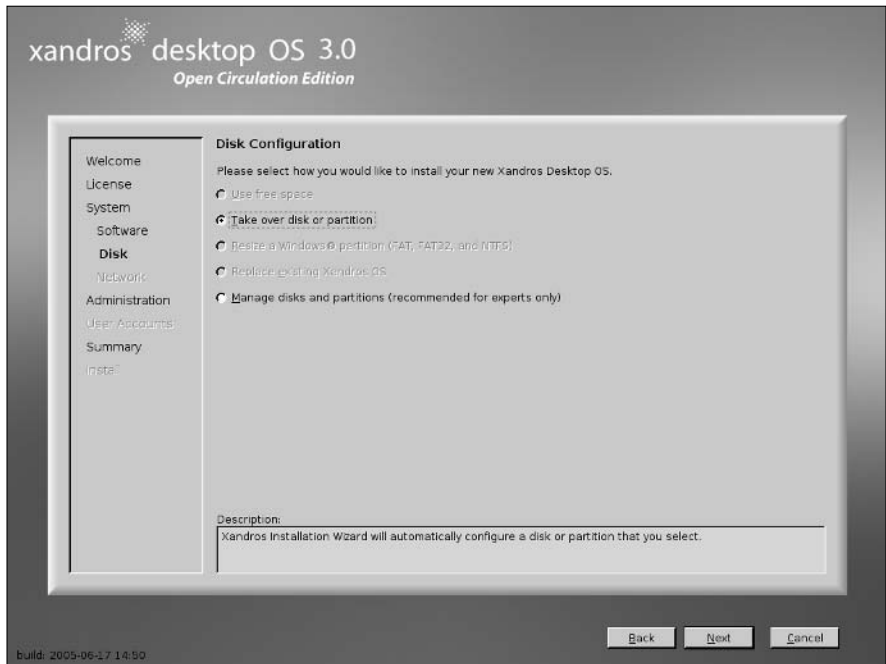 xandros desktop OS 3.0
Open Circulation Edition
Welcome
License
System
Software
Disk
Network
Administration
User Accounts
Summary
Install
Disk Configuration
Please select how you would like to install your new Xandros Desktop OS.
Use free space
Take over disk or partition
Resize a Windows® partition (FAT, FAT32, and NTFS)
Replace existing Xandros OS
Manage disks and partitions (recommended for experts only)
Description:
Xandros Installation Wizard will automatically configure a disk or partition that you select.
Back Next Cancel
build: 2005-06-17 14:50